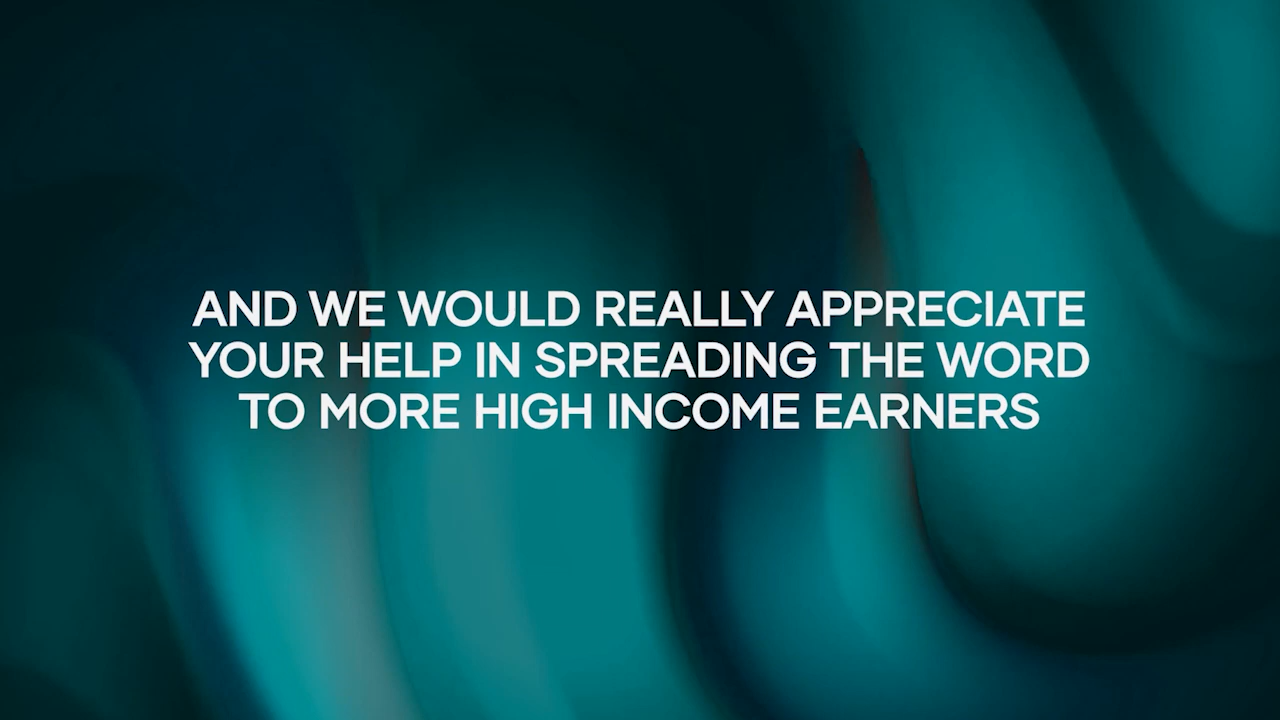 AND WE WOULD REALLY APPRECIATE
YOUR HELP IN SPREADING THE WORD
TO MORE HIGH INCOME EARNERS